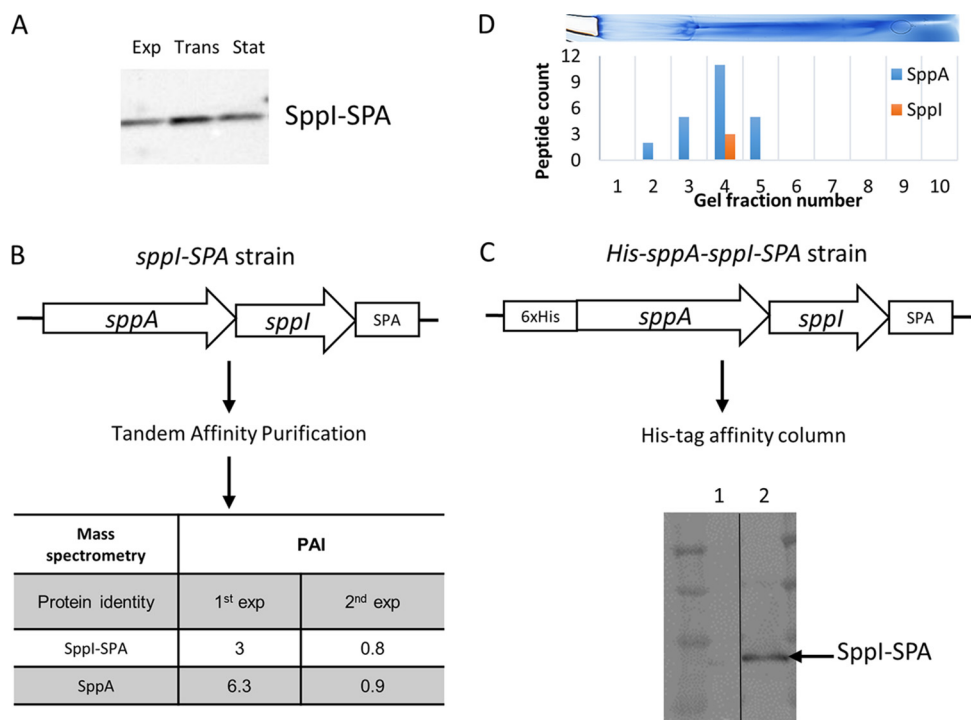 A
Exp Trans Stat
SppI-SPA
D
12
9
6
3
0
Peptide count
SppA
SppI
1 2 3 4 5 6 7 8 9 10
Gel fraction number
B
sppI-SPA strain
sppA sppI SPA
Tandem Affinity Purification
Mass spectrometry PAI
Protein identity 1st exp 2nd exp
SppI-SPA 3 0.8
SppA 6.3 0.9
C
His-sppA-sppI-SPA strain
6xHis sppA sppI SPA
His-tag affinity column
1 2
SppI-SPA